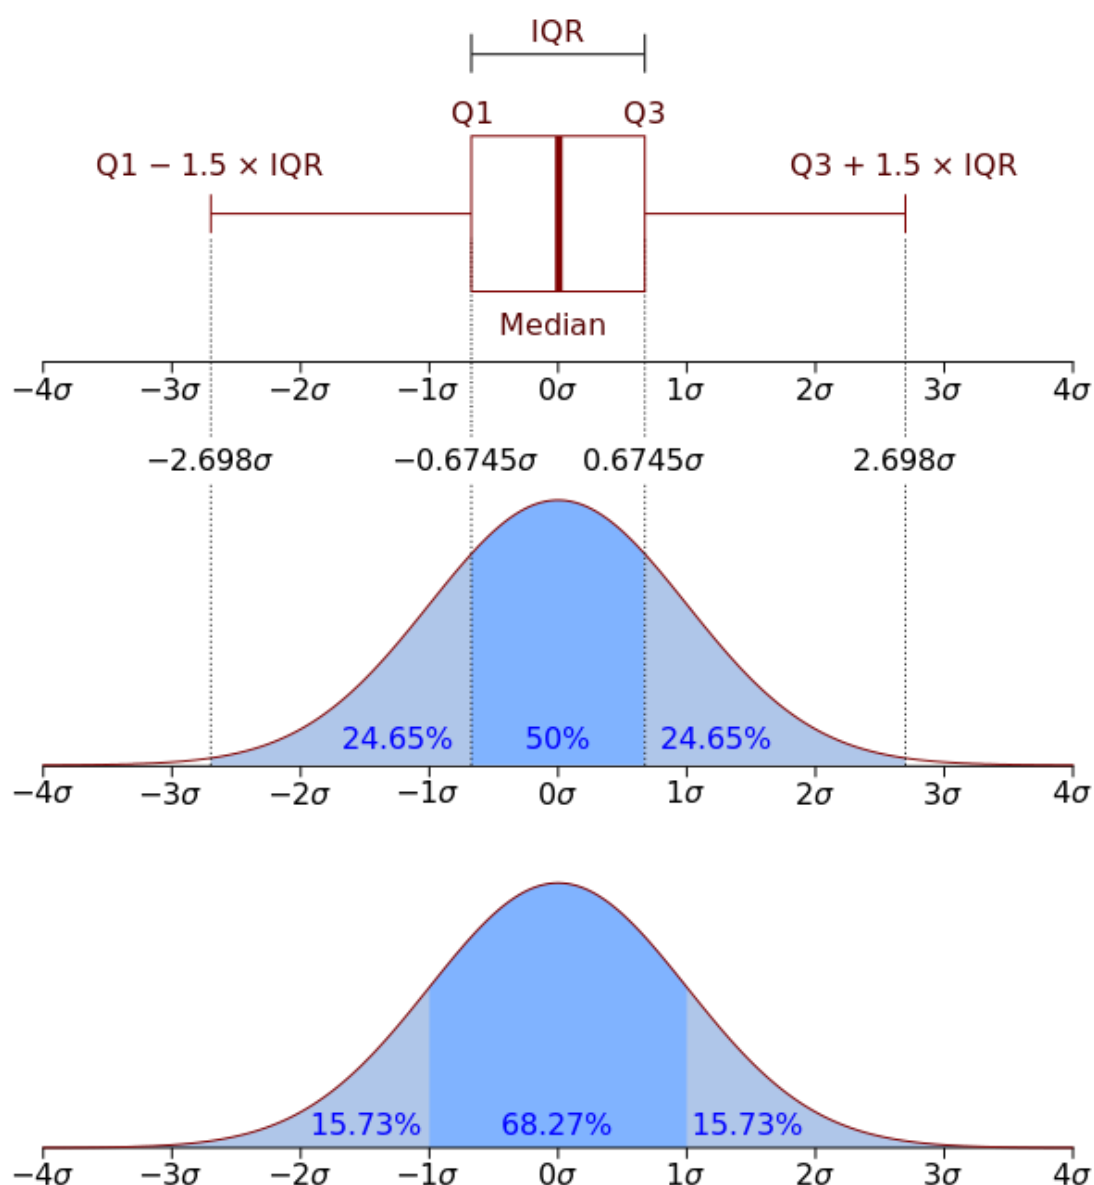 IQR
Q1 Q3
Q1 − 1.5 × IQR Q3 + 1.5 × IQR
Median
−4σ −3σ −2σ −1σ 0σ 1σ 2σ 3σ 4σ
−2.698σ −0.6745σ 0.6745σ 2.698σ
24.65% 50% 24.65%
−4σ −3σ −2σ −1σ 0σ 1σ 2σ 3σ 4σ
15.73% 68.27% 15.73%
−4σ −3σ −2σ −1σ 0σ 1σ 2σ 3σ 4σ